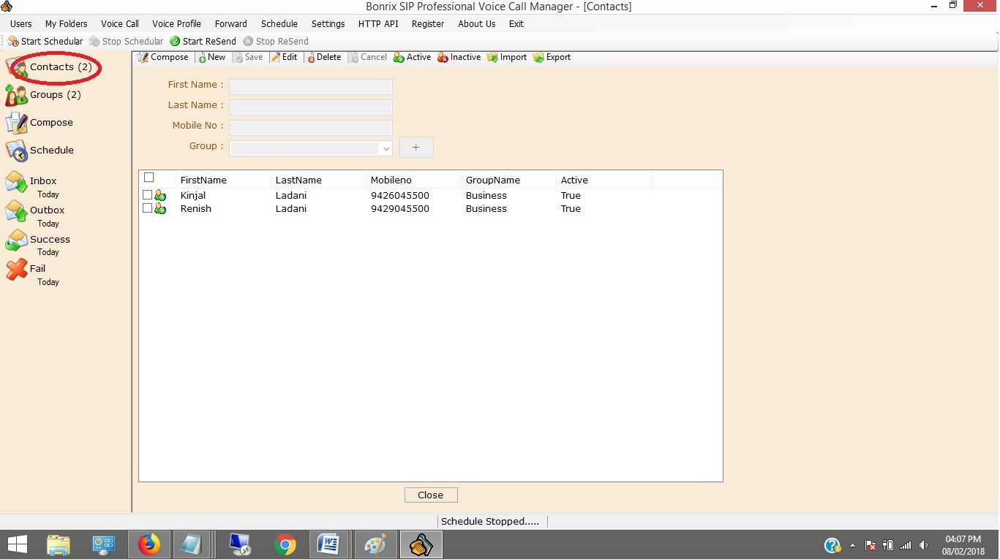 Bonrix SIP Professional Voice Call Manager - [Contacts]
Users My Folders Voice Call Voice Profile Forward Schedule Settings HTTP API Register About Us Exit
Start Schedular Stop Schedular Start ReSend Stop ReSend
Compose New Save Edit Delete Cancel Active Inactive Import Export
Contacts (2)
Groups (2)
Compose
Schedule
Inbox
Today
Outbox
Today
Success
Today
Fail
Today
First Name :
Last Name :
Mobile No :
Group : +
FirstName LastName Mobileno GroupName Active
Kinjal Ladani 9426045500 Business True
Renish Ladani 9429045500 Business True
Close
Schedule Stopped.....
04:07 PM
08/02/2018